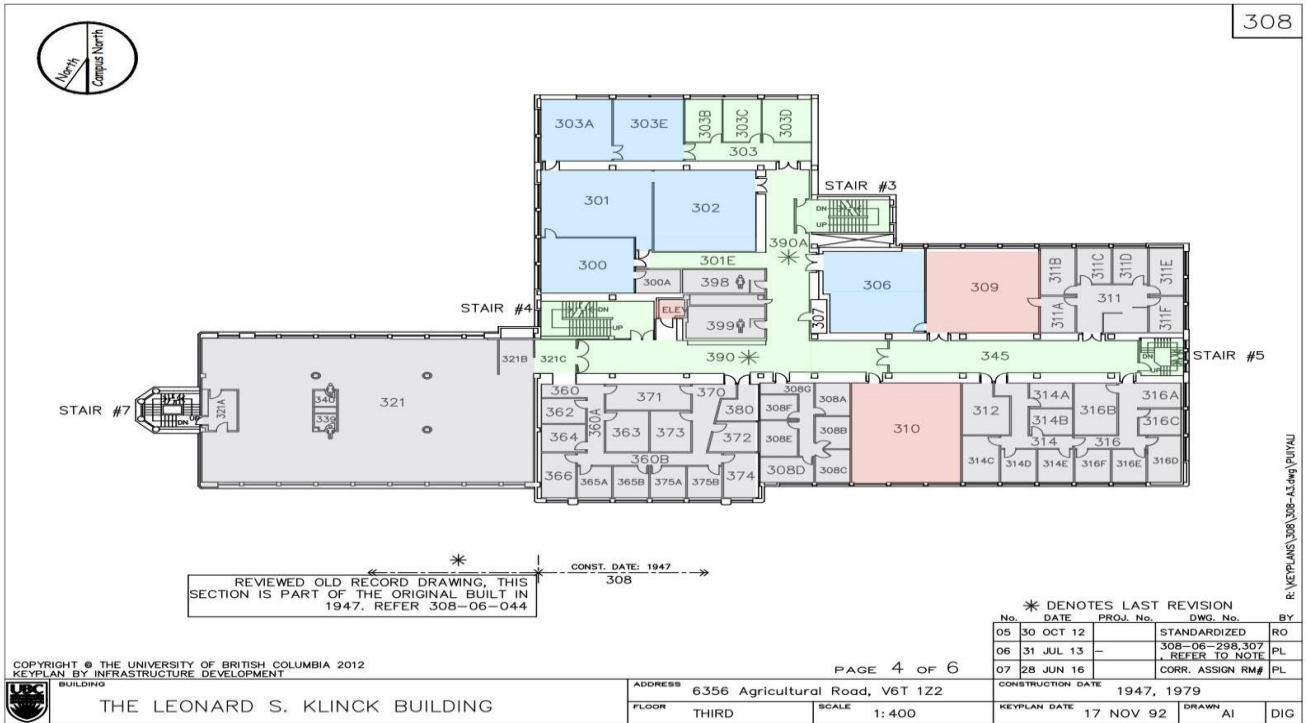 308
North
Campus North
303A
303E
303B
303C
303D
303
STAIR #3
301
302
DN
UP
390A
301E
300
300A
398
306
309
311B
311C
311D
311E
311
311A
311F
STAIR #4
DN
UP
ELEV
399
307
321B
321C
390
345
DN
UP
STAIR #5
STAIR #7
UP
DN
321A
321
340
339
360
362
364
366
360A
371
363
373
360B
365A
365B
375A
375B
370
380
372
374
308G
308F
308E
308D
308A
308B
308C
310
312
314A
314B
314
314C
314D
314E
316B
316
316F
316E
316A
316C
316D
CONST. DATE: 1947
308
REVIEWED OLD RECORD DRAWING, THIS
SECTION IS PART OF THE ORIGINAL BUILT IN
1947. REFER 308-06-044
R:\KEYPLANS\308\308-A3.dwg\PUIYALI
* DENOTES LAST REVISION
No. DATE PROJ. No. DWG. No. BY
05 30 OCT 12 STANDARDIZED RO
06 31 JUL 13 - 308-06-298,307 , REFER TO NOTE PL
07 28 JUN 16 CORR. ASSIGN RM# PL
COPYRIGHT © THE UNIVERSITY OF BRITISH COLUMBIA 2012
KEYPLAN BY INFRASTRUCTURE DEVELOPMENT
PAGE 4 OF 6
UBC
BUILDING
THE LEONARD S. KLINCK BUILDING
ADDRESS 6356 Agricultural Road, V6T 1Z2
CONSTRUCTION DATE 1947, 1979
FLOOR THIRD
SCALE 1:400
KEYPLAN DATE 17 NOV 92
DRAWN AI
DIG